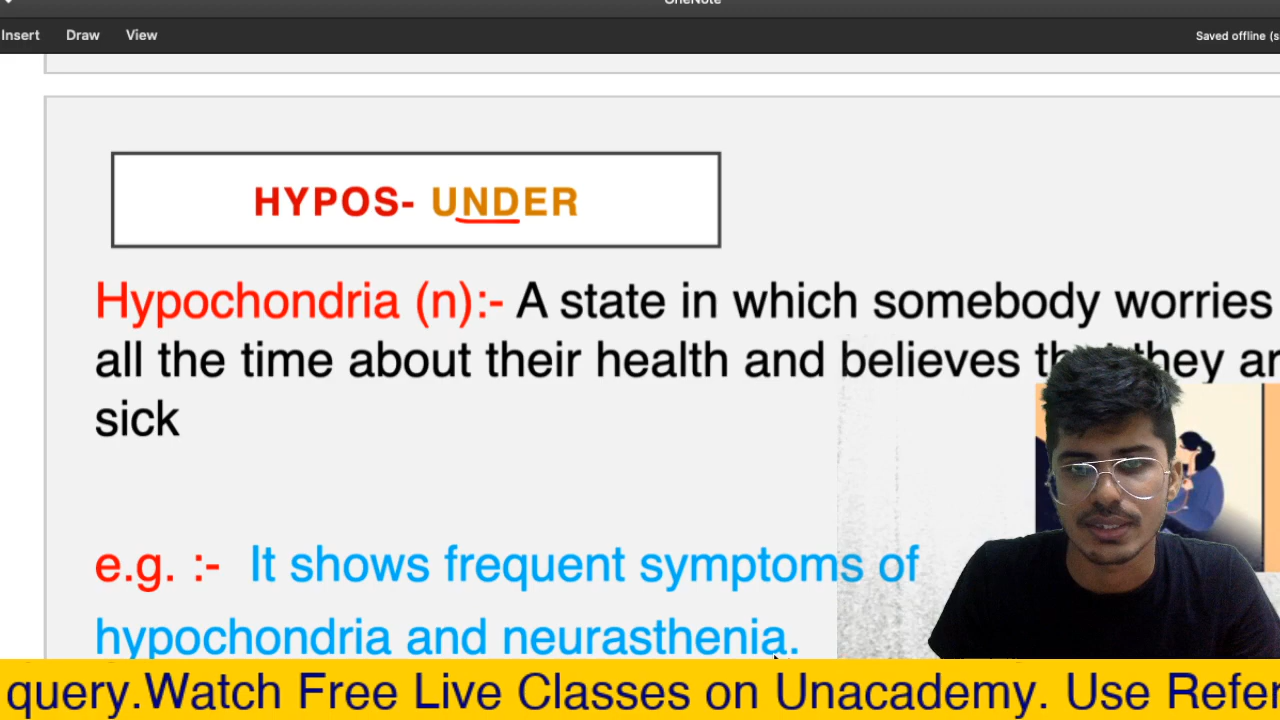 OneNote
Insert Draw View Saved offline (s
HYPOS- UNDER
Hypochondria (n):- A state in which somebody worries
all the time about their health and believes that they ar
sick
e.g. :- It shows frequent symptoms of
hypochondria and neurasthenia.
query.Watch Free Live Classes on Unacademy. Use Refer